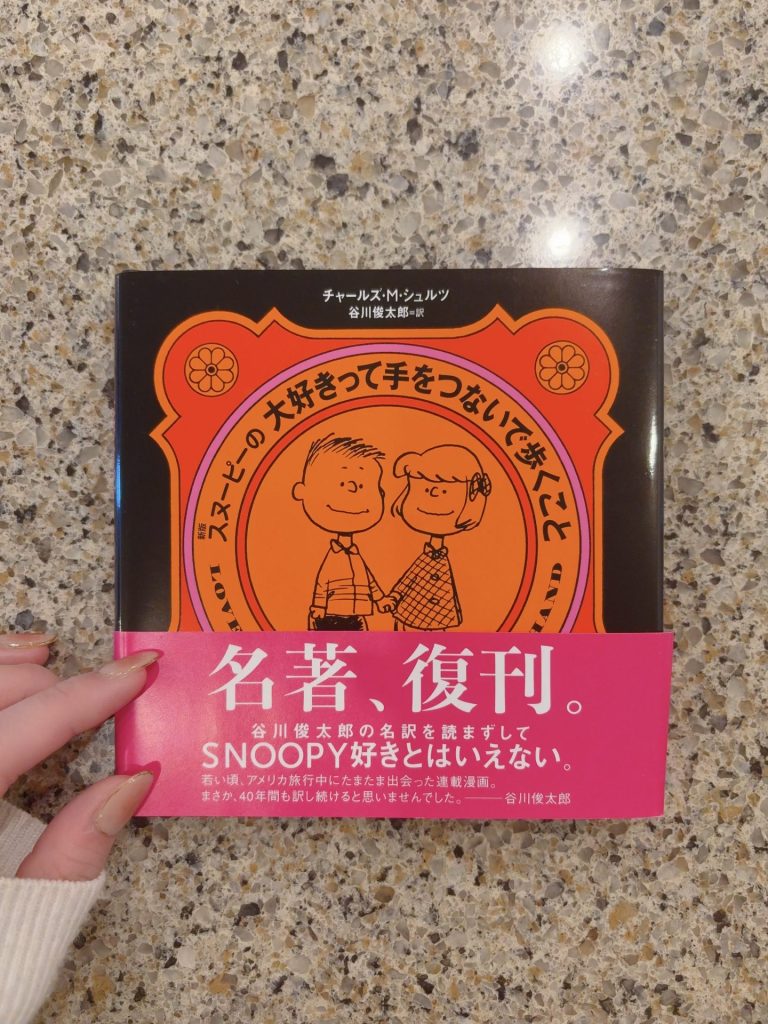 チャールズ・M・シュルツ
谷川俊太郎=訳
新版 スヌーピーの 大好きって手をつないで歩くこと
LOVE
HAND
名著、復刊。
谷川俊太郎の名訳を読まずして
SNOOPY好きとはいえない。
若い頃、アメリカ旅行中にたまたま出会った連載漫画。
まさか、40年間も訳し続けると思いませんでした。——谷川俊太郎